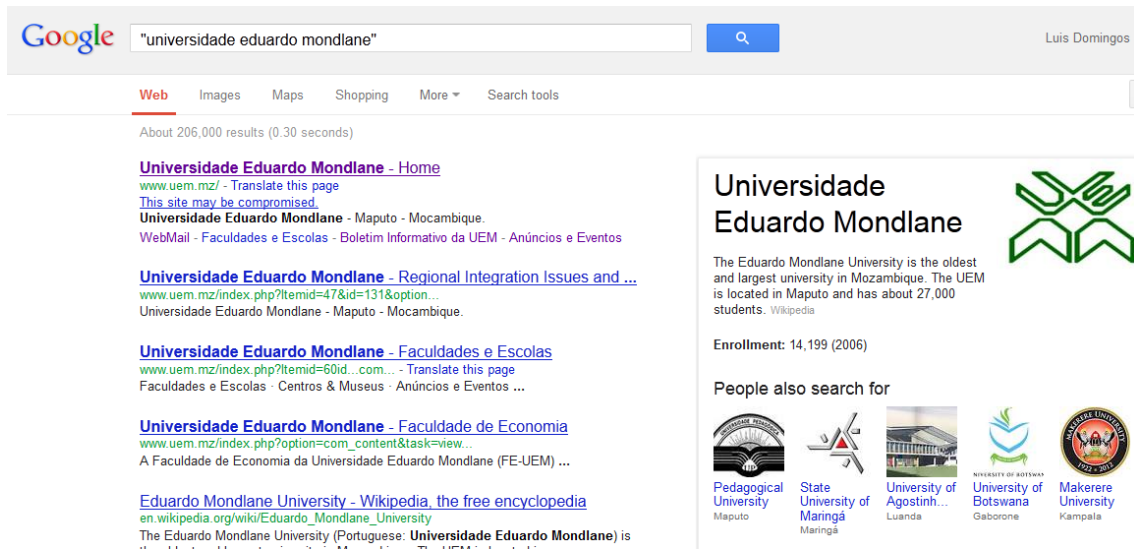 Google
"universidade eduardo mondlane"
Luis Domingos
Web Images Maps Shopping More Search tools
About 206,000 results (0.30 seconds)
Universidade Eduardo Mondlane - Home
www.uem.mz/ - Translate this page
This site may be compromised.
Universidade Eduardo Mondlane - Maputo - Mocambique.
WebMail - Faculdades e Escolas - Boletim Informativo da UEM - Anúncios e Eventos
Universidade Eduardo Mondlane - Regional Integration Issues and ...
www.uem.mz/index.php?Itemid=47&id=131&option...
Universidade Eduardo Mondlane - Maputo - Mocambique.
Universidade Eduardo Mondlane - Faculdades e Escolas
www.uem.mz/index.php?Itemid=60id...com... - Translate this page
Faculdades e Escolas · Centros & Museus · Anúncios e Eventos ...
Universidade Eduardo Mondlane - Faculdade de Economia
www.uem.mz/index.php?option=com_content&task=view...
A Faculdade de Economia da Universidade Eduardo Mondlane (FE-UEM) ...
Eduardo Mondlane University - Wikipedia, the free encyclopedia
en.wikipedia.org/wiki/Eduardo_Mondlane_University
The Eduardo Mondlane University (Portuguese: Universidade Eduardo Mondlane) is
Universidade
Eduardo Mondlane
The Eduardo Mondlane University is the oldest
and largest university in Mozambique. The UEM
is located in Maputo and has about 27,000
students. Wikipedia
Enrollment: 14,199 (2006)
People also search for
Pedagogical
University
Maputo
State
University of
Maringá
Maringá
University of
Agostinh...
Luanda
University of
Botswana
Gaborone
Makerere
University
Kampala